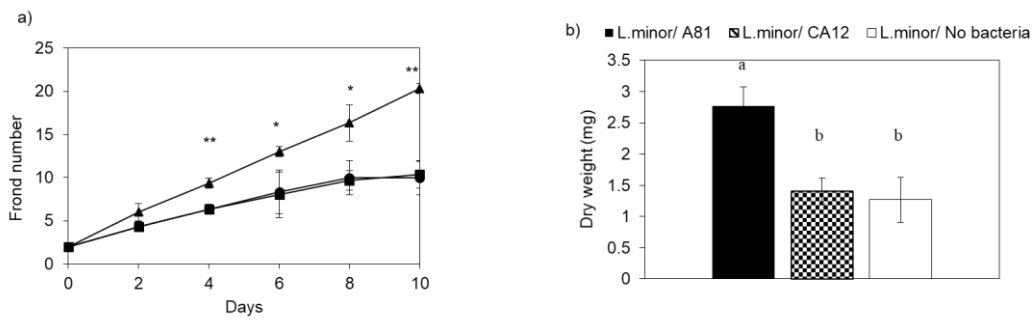 a)
25
20
15
10
5
0
Frond number
**
*
*
**
0 2 4 6 8 10
Days
b) L.minor/ A81 L.minor/ CA12 L.minor/ No bacteria
3.5
3
2.5
2
1.5
1
0.5
0
Dry weight (mg)
a
b
b